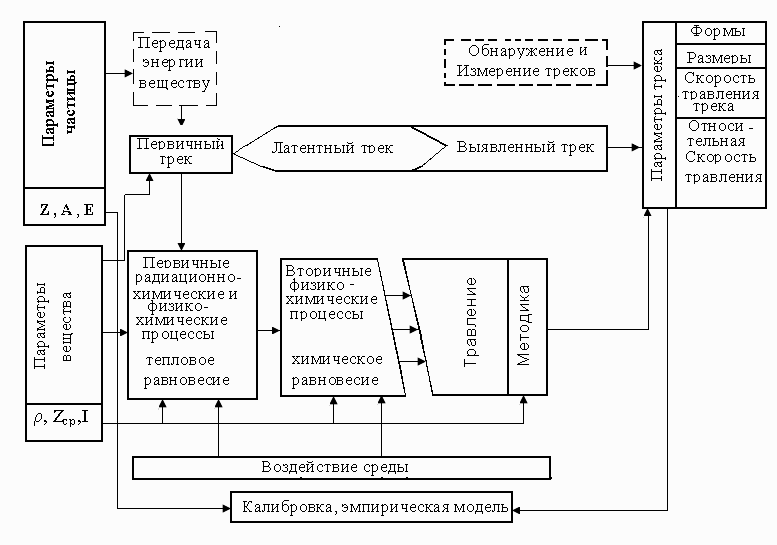 Параметры
частицы
Z, A, E
Передача
энергии
веществу
Обнаружение и
Измерение треков
Параметры трека
Формы
Размеры
Скорость
травления
трека
Относи -
тельная
Скорость
травления
Первичный
трек
Латентный трек
Выявленный трек
Параметры
вещества
ρ, Zср,I
Первичные
радиационно-
химические и
физико-
химические
процессы
тепловое
равновесие
Вторичные
физико -
химические
процессы
химическое
равновесие
Травление
Методика
Воздействие среды
Калибровка, эмпирическая модель